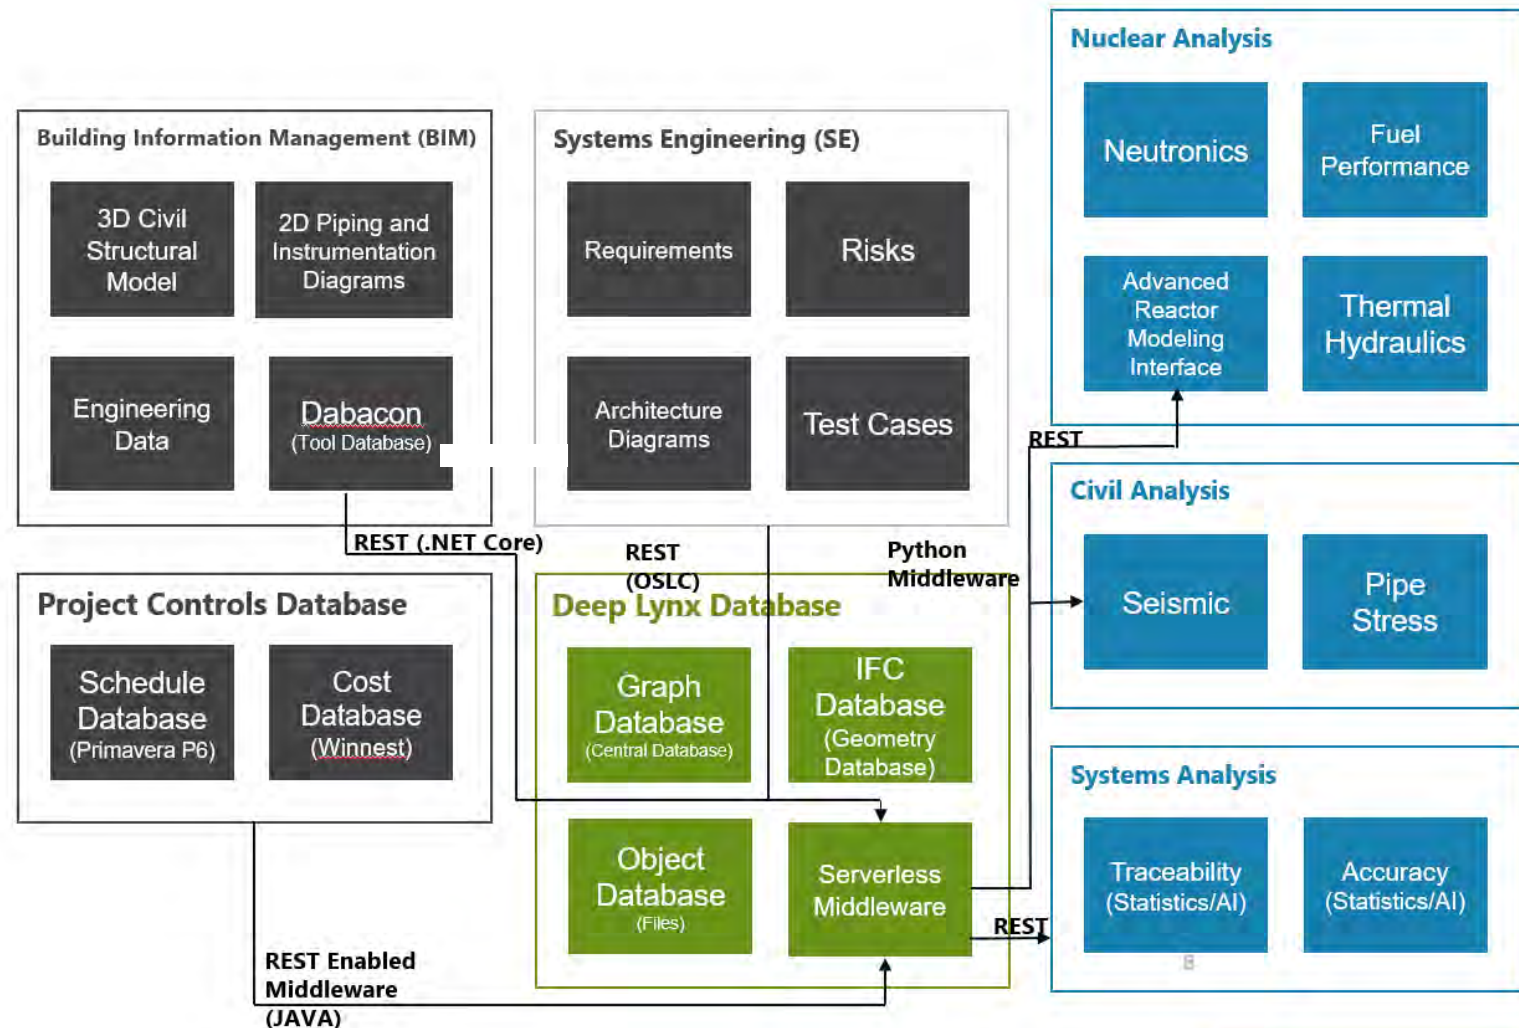 Nuclear Analysis
Neutronics
Fuel
Performance
Advanced
Reactor
Modeling
Interface
Thermal
Hydraulics
REST
Building Information Management (BIM)
3D Civil
Structural
Model
2D Piping and
Instrumentation
Diagrams
Engineering
Data
Dabacon
(Tool Database)
REST (.NET Core)
Systems Engineering (SE)
Requirements
Risks
Architecture
Diagrams
Test Cases
REST
(OSLC)
Python
Middleware
Civil Analysis
Seismic
Pipe
Stress
Project Controls Database
Schedule
Database
(Primavera P6)
Cost
Database
(Winnest)
REST Enabled
Middleware
(JAVA)
Deep Lynx Database
Graph
Database
(Central Database)
IFC
Database
(Geometry
Database)
Object
Database
(Files)
Serverless
Middleware
REST
Systems Analysis
Traceability
(Statistics/AI)
Accuracy
(Statistics/AI)